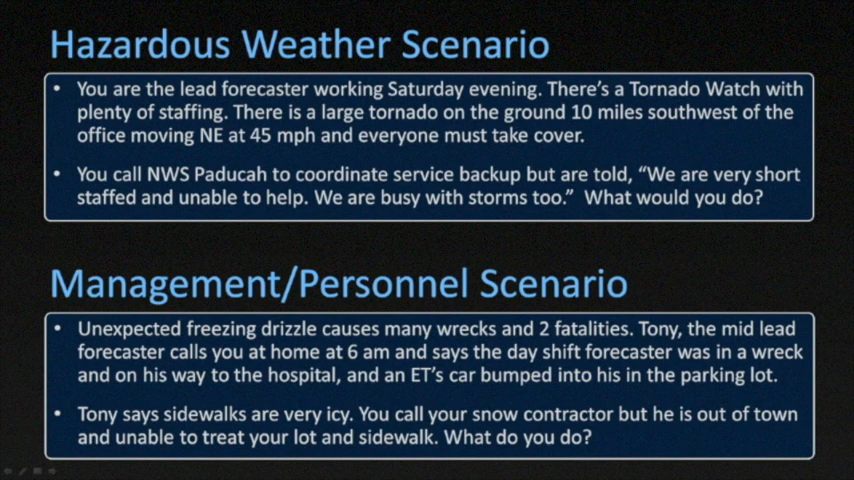 Hazardous Weather Scenario
• You are the lead forecaster working Saturday evening. There's a Tornado Watch with
plenty of staffing. There is a large tornado on the ground 10 miles southwest of the
office moving NE at 45 mph and everyone must take cover.
• You call NWS Paducah to coordinate service backup but are told, "We are very short
staffed and unable to help. We are busy with storms too." What would you do?
Management/Personnel Scenario
• Unexpected freezing drizzle causes many wrecks and 2 fatalities. Tony, the mid lead
forecaster calls you at home at 6 am and says the day shift forecaster was in a wreck
and on his way to the hospital, and an ET's car bumped into his in the parking lot.
• Tony says sidewalks are very icy. You call your snow contractor but he is out of town
and unable to treat your lot and sidewalk. What do you do?